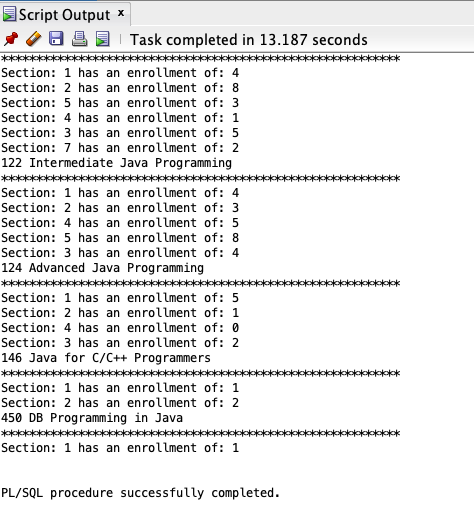 Script Output x
Task completed in 13.187 seconds
*********************************************************
Section: 1 has an enrollment of: 4
Section: 2 has an enrollment of: 8
Section: 5 has an enrollment of: 3
Section: 4 has an enrollment of: 1
Section: 3 has an enrollment of: 5
Section: 7 has an enrollment of: 2
122 Intermediate Java Programming
*********************************************************
Section: 1 has an enrollment of: 4
Section: 2 has an enrollment of: 3
Section: 4 has an enrollment of: 5
Section: 5 has an enrollment of: 8
Section: 3 has an enrollment of: 4
124 Advanced Java Programming
*********************************************************
Section: 1 has an enrollment of: 5
Section: 2 has an enrollment of: 1
Section: 4 has an enrollment of: 0
Section: 3 has an enrollment of: 2
146 Java for C/C++ Programmers
*********************************************************
Section: 1 has an enrollment of: 1
Section: 2 has an enrollment of: 2
450 DB Programming in Java
*********************************************************
Section: 1 has an enrollment of: 1
PL/SQL procedure successfully completed.